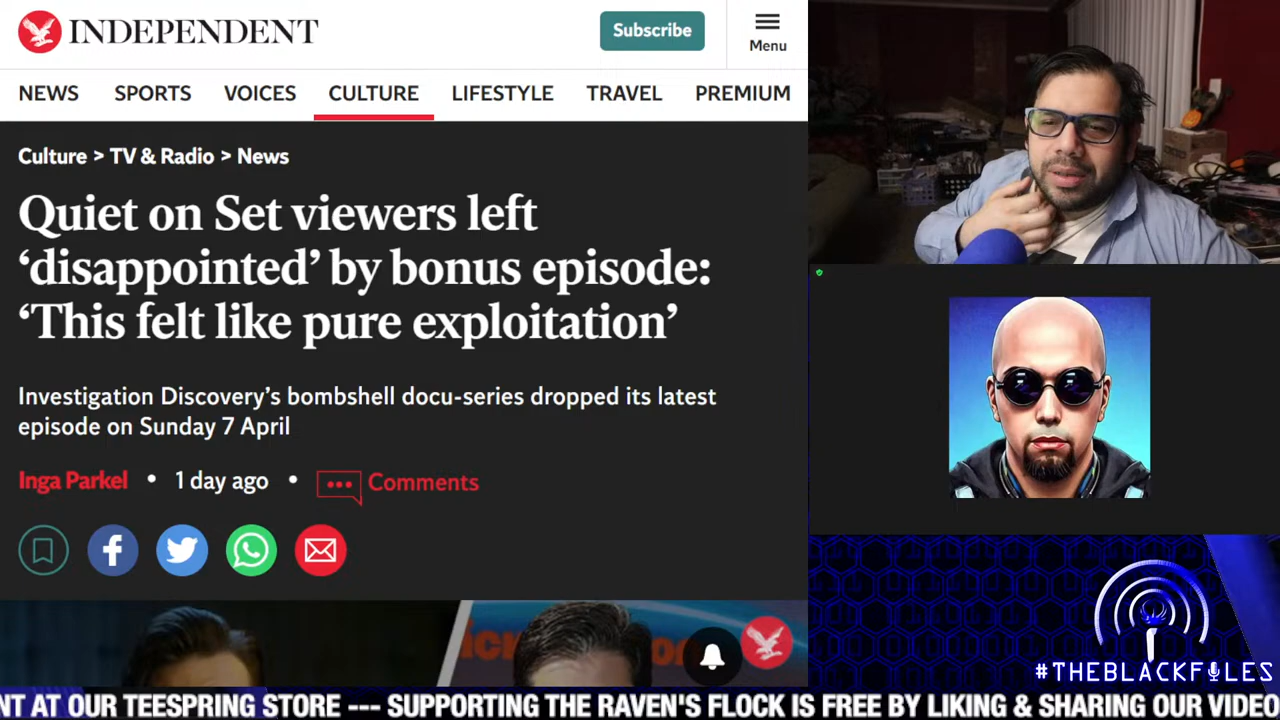 INDEPENDENT
Subscribe
Menu
NEWS SPORTS VOICES CULTURE LIFESTYLE TRAVEL PREMIUM
Culture > TV & Radio > News
Quiet on Set viewers left
‘disappointed’ by bonus episode:
‘This felt like pure exploitation’
Investigation Discovery’s bombshell docu-series dropped its latest
episode on Sunday 7 April
Inga Parkel • 1 day ago • Comments
#THEBLACKFILES
NT AT OUR TEESPRING STORE --- SUPPORTING THE RAVEN'S FLOCK IS FREE BY LIKING & SHARING OUR VIDEO